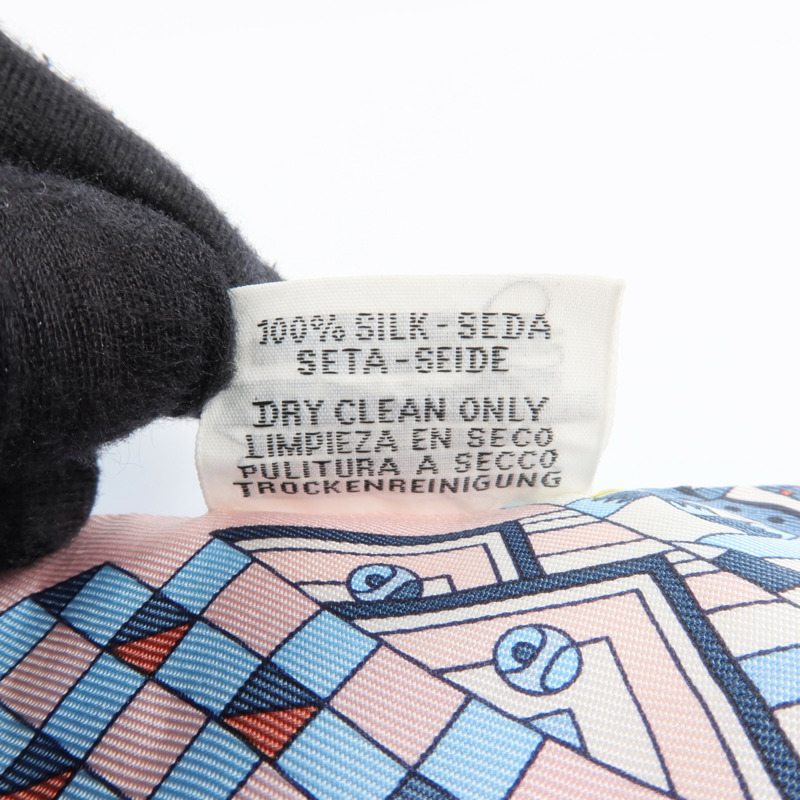 100% SILK - SEDA
SETA - SEIDE
DRY CLEAN ONLY
LIMPIEZA EN SECO
PULITURA A SECCO
TROCKENREINIGUNG